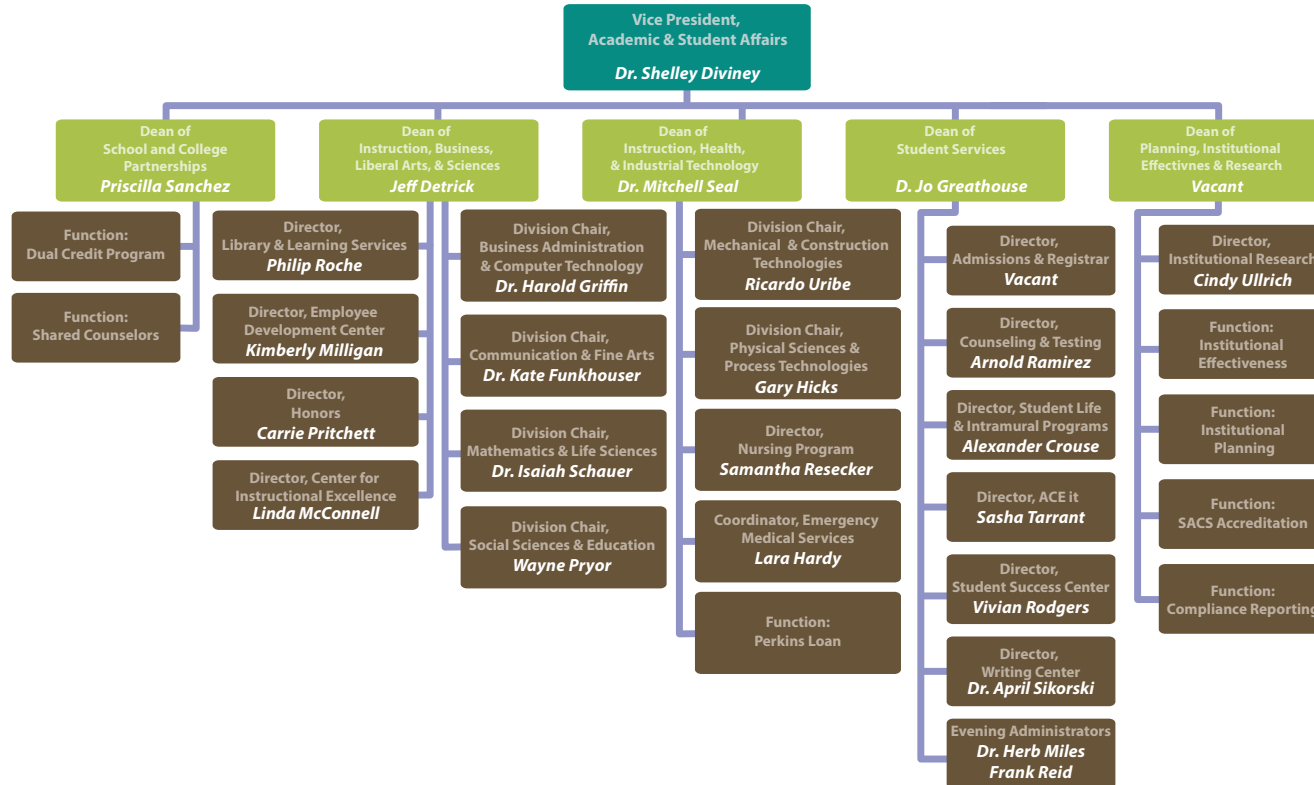 Vice President,
Academic & Student Affairs
Dr. Shelley Diviney
Dean of
School and College
Partnerships
Priscilla Sanchez
Dean of
Instruction, Business,
Liberal Arts, & Sciences
Jeff Detrick
Dean of
Instruction, Health,
& Industrial Technology
Dr. Mitchell Seal
Dean of
Student Services
D. Jo Greathouse
Dean of
Planning, Institutional
Effectivnes & Research
Vacant
Function:
Dual Credit Program
Function:
Shared Counselors
Director,
Library & Learning Services
Philip Roche
Director, Employee
Development Center
Kimberly Milligan
Director,
Honors
Carrie Pritchett
Director, Center for
Instructional Excellence
Linda McConnell
Division Chair,
Business Administration
& Computer Technology
Dr. Harold Griffin
Division Chair,
Communication & Fine Arts
Dr. Kate Funkhouser
Division Chair,
Mathematics & Life Sciences
Dr. Isaiah Schauer
Division Chair,
Social Sciences & Education
Wayne Pryor
Division Chair,
Mechanical & Construction
Technologies
Ricardo Uribe
Division Chair,
Physical Sciences &
Process Technologies
Gary Hicks
Director,
Nursing Program
Samantha Resecker
Coordinator, Emergency
Medical Services
Lara Hardy
Function:
Perkins Loan
Director,
Admissions & Registrar
Vacant
Director,
Counseling & Testing
Arnold Ramirez
Director, Student Life
& Intramural Programs
Alexander Crouse
Director, ACE it
Sasha Tarrant
Director,
Student Success Center
Vivian Rodgers
Director,
Writing Center
Dr. April Sikorski
Evening Administrators
Dr. Herb Miles
Frank Reid
Director,
Institutional Research
Cindy Ullrich
Function:
Institutional
Effectiveness
Function:
Institutional
Planning
Function:
SACS Accreditation
Function:
Compliance Reporting